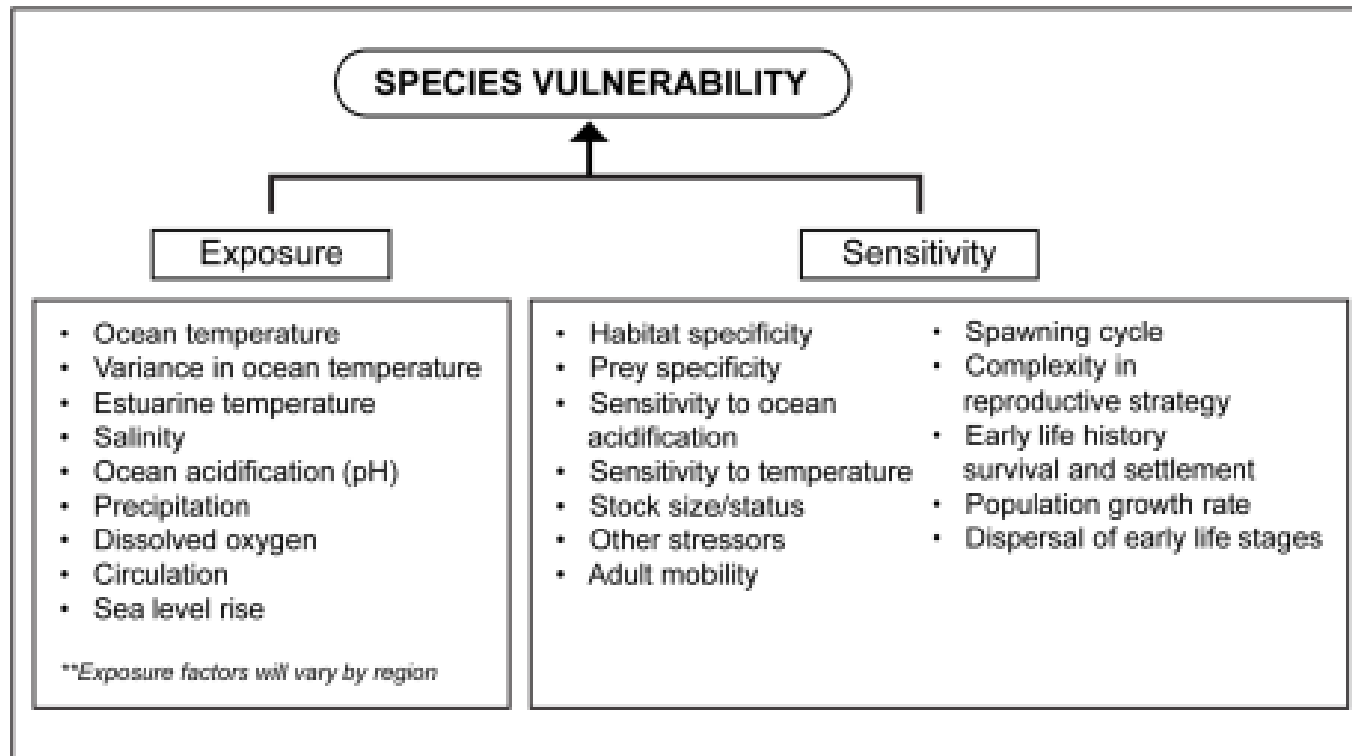 SPECIES VULNERABILITY
Exposure
• Ocean temperature
• Variance in ocean temperature
• Estuarine temperature
• Salinity
• Ocean acidification (pH)
• Precipitation
• Dissolved oxygen
• Circulation
• Sea level rise
**Exposure factors will vary by region
Sensitivity
• Habitat specificity
• Prey specificity
• Sensitivity to ocean
acidification
• Sensitivity to temperature
• Stock size/status
• Other stressors
• Adult mobility
• Spawning cycle
• Complexity in
reproductive strategy
• Early life history
survival and settlement
• Population growth rate
• Dispersal of early life stages